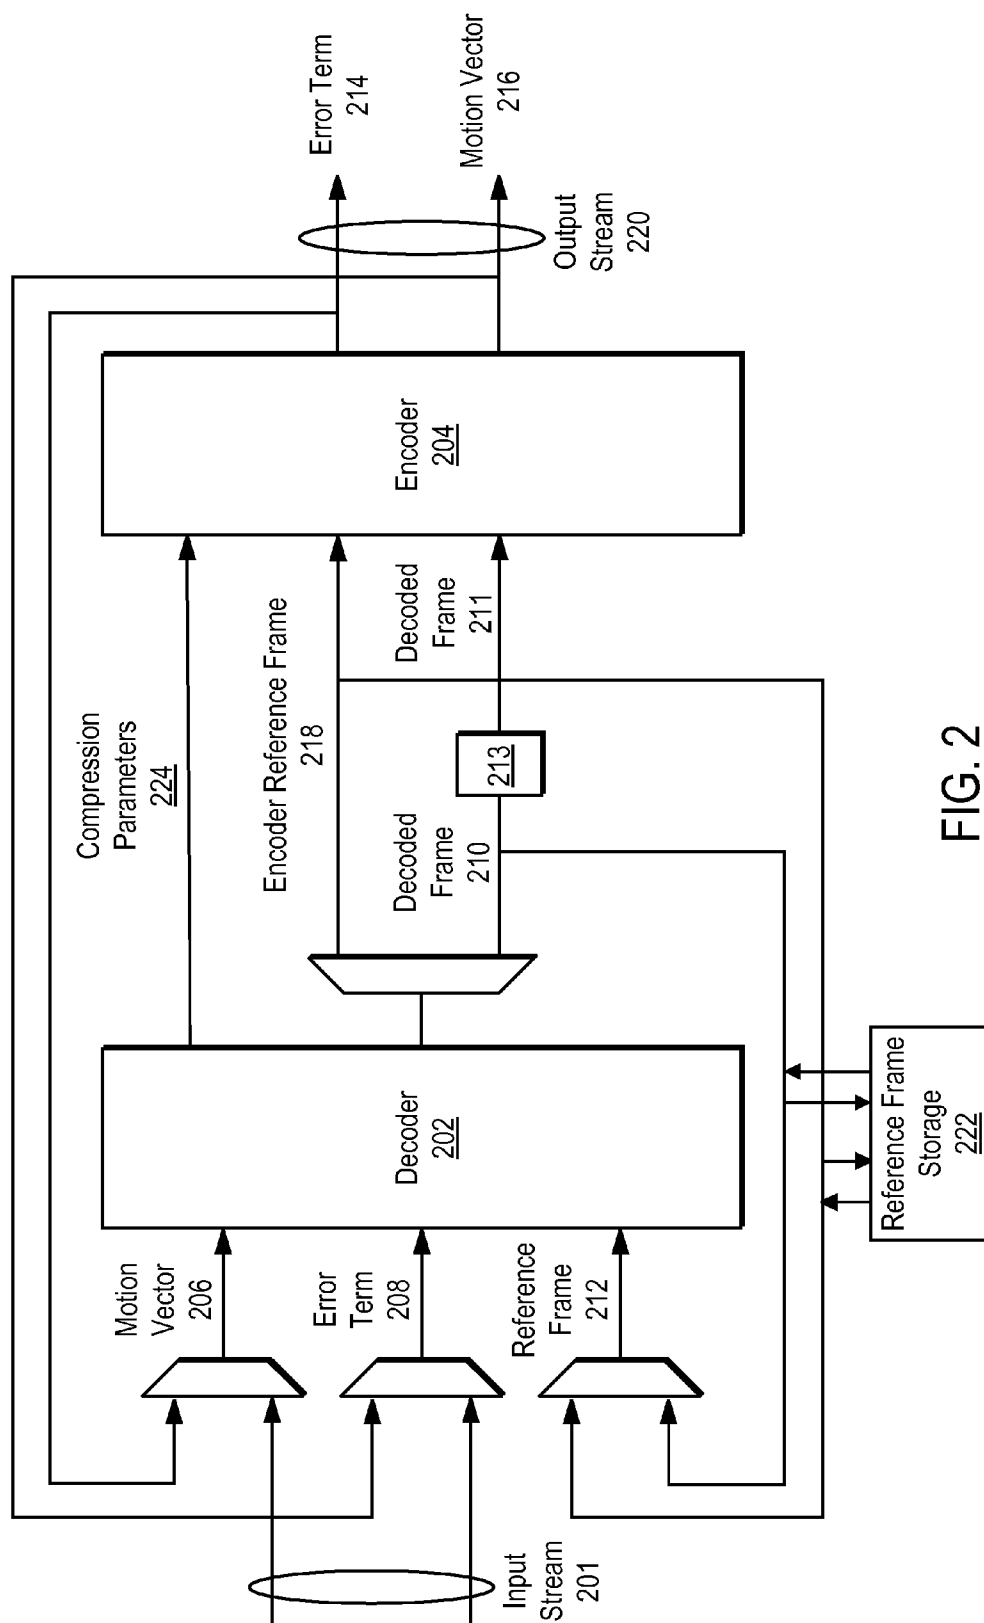 Input
Stream
201
Motion
Vector
206
Error
Term
208
Reference
Frame
212
Decoder
202
Compression
Parameters
224
Encoder Reference Frame
218
Decoded
Frame
210
213
Decoded
Frame
211
Encoder
204
Error Term
214
Motion Vector
216
Output
Stream
220
Reference Frame
Storage
222
FIG. 2